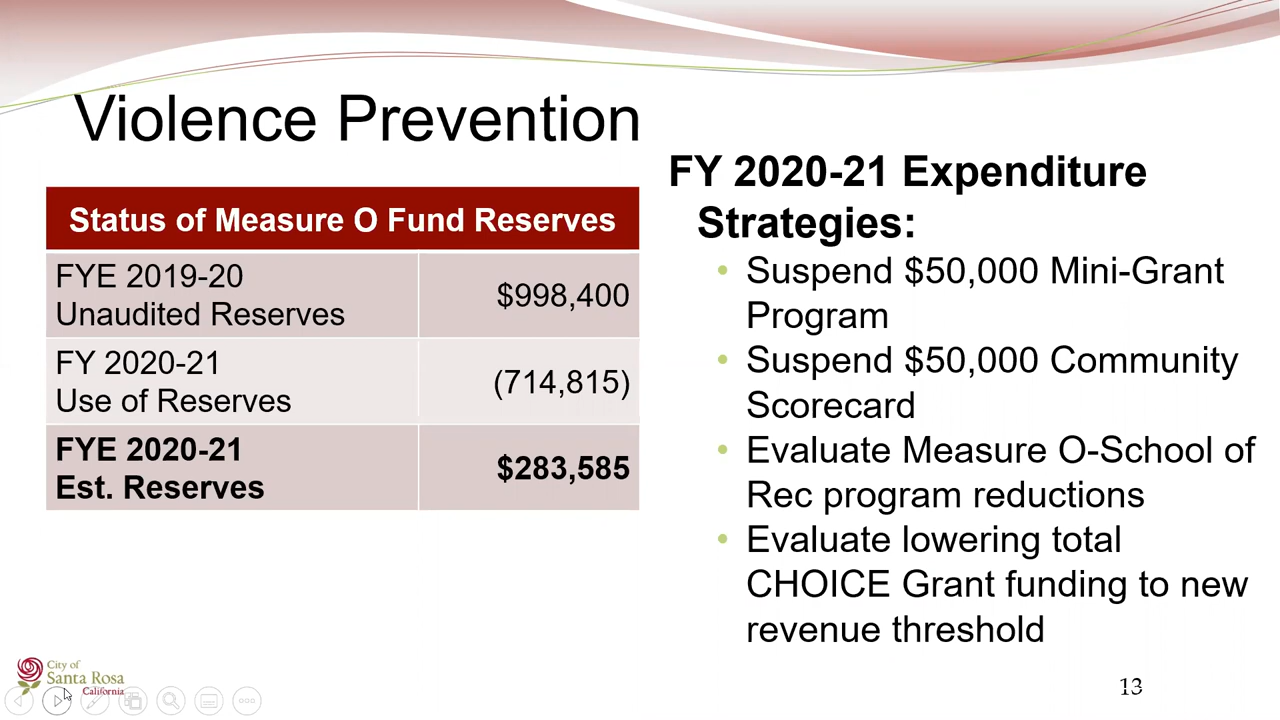 Violence Prevention
Status of Measure O Fund Reserves
FYE 2019-20
Unaudited Reserves
$998,400
FY 2020-21
Use of Reserves
(714,815)
FYE 2020-21
Est. Reserves
$283,585
FY 2020-21 Expenditure
Strategies:
• Suspend $50,000 Mini-Grant
Program
• Suspend $50,000 Community
Scorecard
• Evaluate Measure O-School of
Rec program reductions
• Evaluate lowering total
CHOICE Grant funding to new
revenue threshold
City of
Santa Rosa
California
13